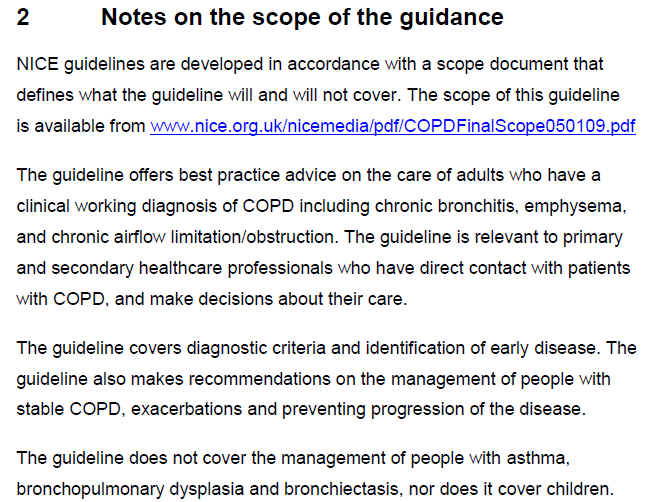 2 Notes on the scope of the guidance
NICE guidelines are developed in accordance with a scope document that
defines what the guideline will and will not cover. The scope of this guideline
is available from www.nice.org.uk/nicemedia/pdf/COPDFinalScope050109.pdf
The guideline offers best practice advice on the care of adults who have a
clinical working diagnosis of COPD including chronic bronchitis, emphysema,
and chronic airflow limitation/obstruction. The guideline is relevant to primary
and secondary healthcare professionals who have direct contact with patients
with COPD, and make decisions about their care.
The guideline covers diagnostic criteria and identification of early disease. The
guideline also makes recommendations on the management of people with
stable COPD, exacerbations and preventing progression of the disease.
The guideline does not cover the management of people with asthma,
bronchopulmonary dysplasia and bronchiectasis, nor does it cover children.